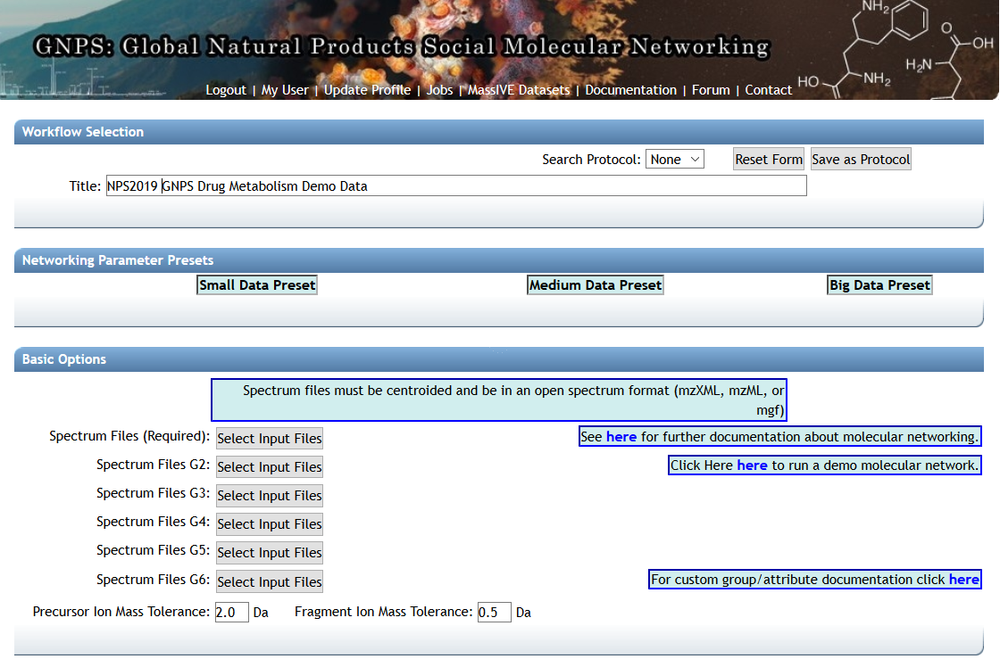 GNPS: Global Natural Products Social Molecular Networking
NH2
O
OH
H2N
HO
NH2
Logout | My User | Update Profile | Jobs | MassIVE Datasets | Documentation | Forum | Contact
Workflow Selection
Search Protocol: None Reset Form Save as Protocol
Title: NPS2019 GNPS Drug Metabolism Demo Data
Networking Parameter Presets
Small Data Preset Medium Data Preset Big Data Preset
Basic Options
Spectrum files must be centroided and be in an open spectrum format (mzXML, mzML, or
mgf)
Spectrum Files (Required): Select Input Files See here for further documentation about molecular networking.
Spectrum Files G2: Select Input Files Click Here here to run a demo molecular network.
Spectrum Files G3: Select Input Files
Spectrum Files G4: Select Input Files
Spectrum Files G5: Select Input Files
Spectrum Files G6: Select Input Files For custom group/attribute documentation click here
Precursor Ion Mass Tolerance: 2.0 Da Fragment Ion Mass Tolerance: 0.5 Da